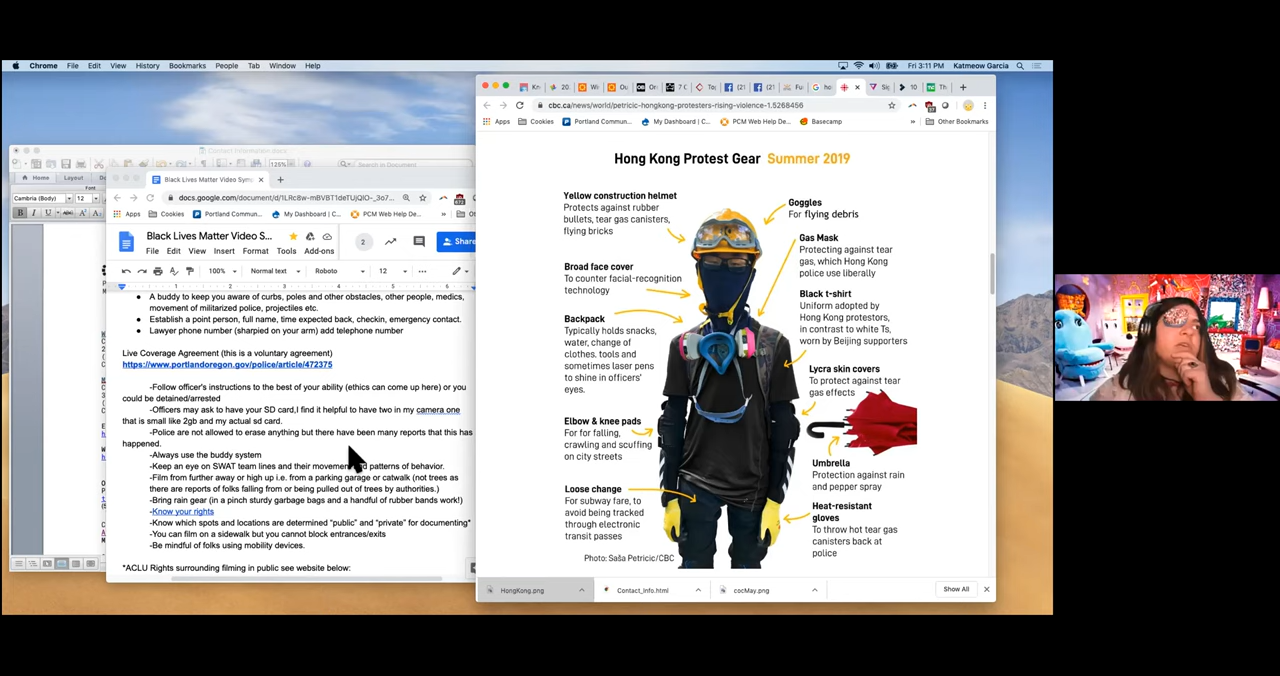 Chrome File Edit View History Bookmarks People Tab Window Help
Fri 3:11 PM Katmeow Garcia
cbc.ca/news/world/petricic-hongkong-protesters-rising-violence-1.5268456
Apps Cookies Portland Commun... My Dashboard | C... PCM Web Help De... Basecamp » Other Bookmarks
Hong Kong Protest Gear Summer 2019
Yellow construction helmet
Protects against rubber
bullets, tear gas canisters,
flying bricks
Broad face cover
To counter facial-recognition
technology
Backpack
Typically holds snacks,
water, change of
clothes. tools and
sometimes laser pens
to shine in officers'
eyes.
Elbow & knee pads
For for falling,
crawling and scuffing
on city streets
Loose change
For subway fare, to
avoid being tracked
through electronic
transit passes
Photo: Saša Petricic/CBC
Goggles
For flying debris
Gas Mask
Protecting against tear
gas, which Hong Kong
police use liberally
Black t-shirt
Uniform adopted by
Hong Kong protestors,
in contrast to white Ts,
worn by Beijing supporters
Lycra skin covers
To protect against tear
gas effects
Umbrella
Protection against rain
and pepper spray
Heat-resistant
gloves
To throw hot tear gas
canisters back at
police
HongKong.png Contact_Info.html cocMay.png Show All
Home Layout
Font
Cambria (Body) 12
125%
Search in Document
Black Lives Matter Video Sym
Apps Cookies Portland Commun... My Dashboard | C... PCM Web Help De... »
Black Lives Matter Video S...
2 Share
File Edit View Insert Format Tools Add-ons
100% Normal text Roboto 12
● A buddy to keep you aware of curbs, poles and other obstacles, other people, medics,
movement of militarized police, projectiles etc.
● Establish a point person, full name, time expected back, checkin, emergency contact.
● Lawyer phone number (sharpied on your arm) add telephone number
Live Coverage Agreement (this is a voluntary agreement)
https://www.portlandoregon.gov/police/article/472375
-Follow officer's instructions to the best of your ability (ethics can come up here) or you
could be detained/arrested
-Officers may ask to have your SD card,I find it helpful to have two in my camera one
that is small like 2gb and my actual sd card.
-Police are not allowed to erase anything but there have been many reports that this has
happened.
-Always use the buddy system
-Keep an eye on SWAT team lines and their movement and patterns of behavior.
-Film from further away or high up i.e. from a parking garage or catwalk (not trees as
there are reports of folks falling from or being pulled out of trees by authorities.)
-Bring rain gear (in a pinch sturdy garbage bags and a handful of rubber bands work!)
-Know your rights
-Know which spots and locations are determined "public" and "private" for documenting*
-You can film on a sidewalk but you cannot block entrances/exits
-Be mindful of folks using mobility devices.
*ACLU Rights surrounding filming in public see website below: